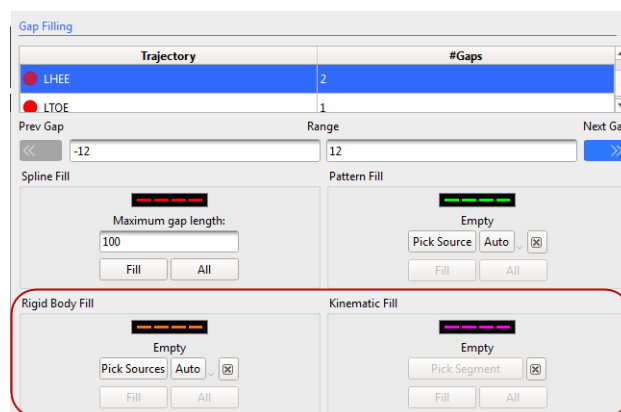 Gap Filling
Trajectory #Gaps
LHEE 2
LTOE 1
Prev Gap Range Next Ga
-12 12
Spline Fill Pattern Fill
Maximum gap length: Empty
100 Pick Source Auto
Fill All Fill All
Rigid Body Fill Kinematic Fill
Empty Empty
Pick Sources Auto Pick Segment
Fill All Fill All